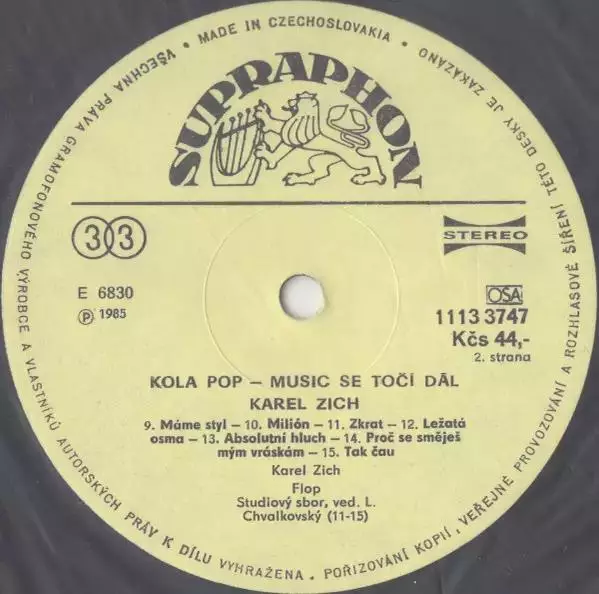 VŠECHNA PRÁVA GRAMOFONOVÉHO VÝROBCE A VLASTNÍKŮ AUTORSKÝCH PRÁV K DÍLU VYHRAŽENA. POŘIZOVÁNÍ KOPIÍ, VEŘEJNÉ PROVOZOVÁNÍ A ROZHLASOVÉ ŠÍŘENÍ TÉTO DESKY JE ZAKÁZÁNO • MADE IN CZECHOSLOVAKIA •
SUPRAPHON
33
STEREO
E 6830
Ⓟ 1985
OSA
1113 3747
Kčs 44,-
2. strana
KOLA POP – MUSIC SE TOČÍ DÁL
KAREL ZICH
9. Máme styl – 10. Milión – 11. Zkrat – 12. Ležatá
osma – 13. Absolutní hluch – 14. Proč se směješ
mým vráskám – 15. Tak čau
Karel Zich
Flop
Studiový sbor, ved. L.
Chvalkovský (11-15)